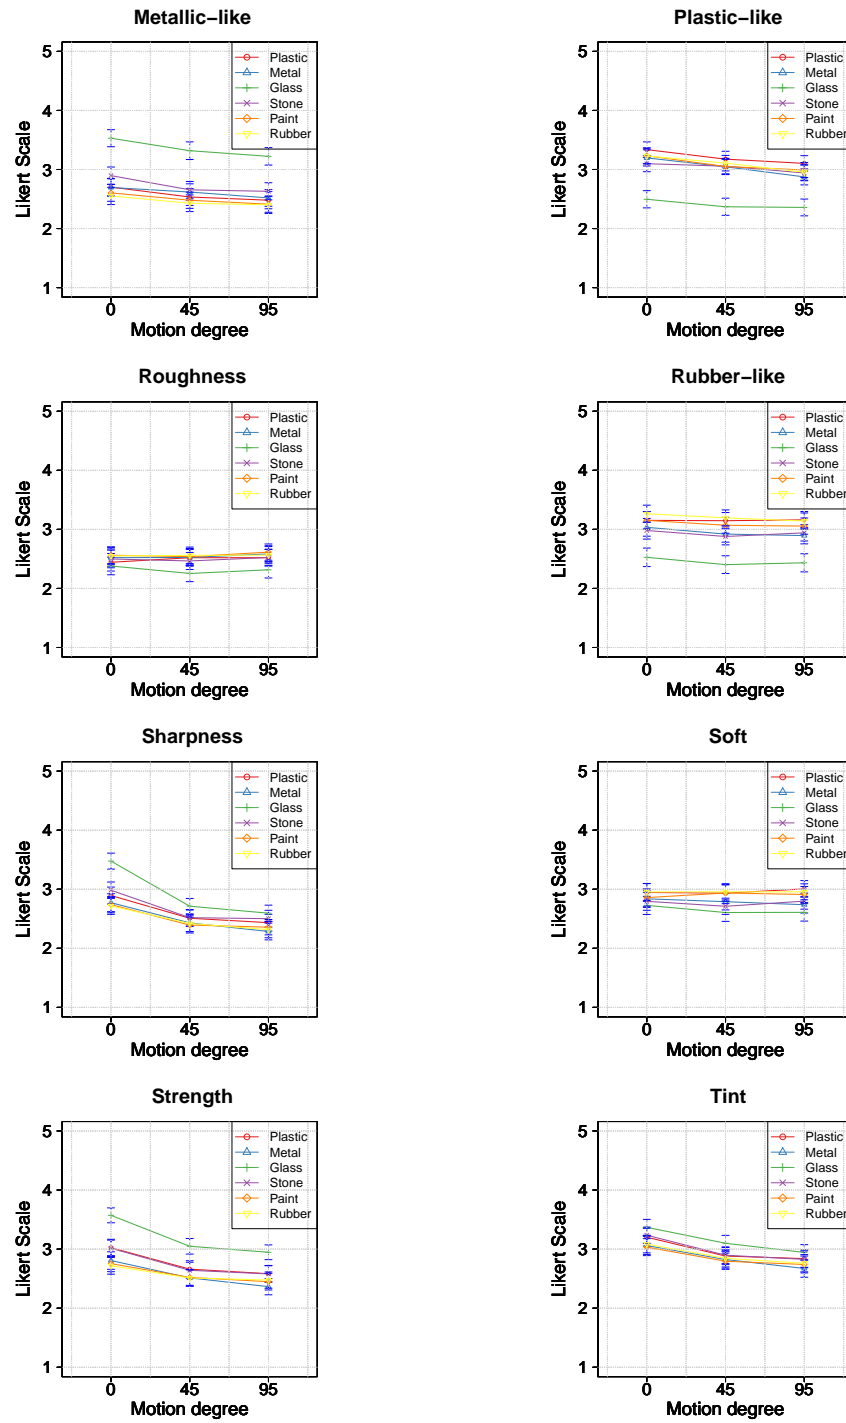 Metallic−like
Likert Scale
5
4
3
2
1
0 45 95
Motion degree
Plastic
Metal
Glass
Stone
Paint
Rubber
Plastic−like
Likert Scale
5
4
3
2
1
0 45 95
Motion degree
Plastic
Metal
Glass
Stone
Paint
Rubber
Roughness
Likert Scale
5
4
3
2
1
0 45 95
Motion degree
Plastic
Metal
Glass
Stone
Paint
Rubber
Rubber−like
Likert Scale
5
4
3
2
1
0 45 95
Motion degree
Plastic
Metal
Glass
Stone
Paint
Rubber
Sharpness
Likert Scale
5
4
3
2
1
0 45 95
Motion degree
Plastic
Metal
Glass
Stone
Paint
Rubber
Soft
Likert Scale
5
4
3
2
1
0 45 95
Motion degree
Plastic
Metal
Glass
Stone
Paint
Rubber
Strength
Likert Scale
5
4
3
2
1
0 45 95
Motion degree
Plastic
Metal
Glass
Stone
Paint
Rubber
Tint
Likert Scale
5
4
3
2
1
0 45 95
Motion degree
Plastic
Metal
Glass
Stone
Paint
Rubber